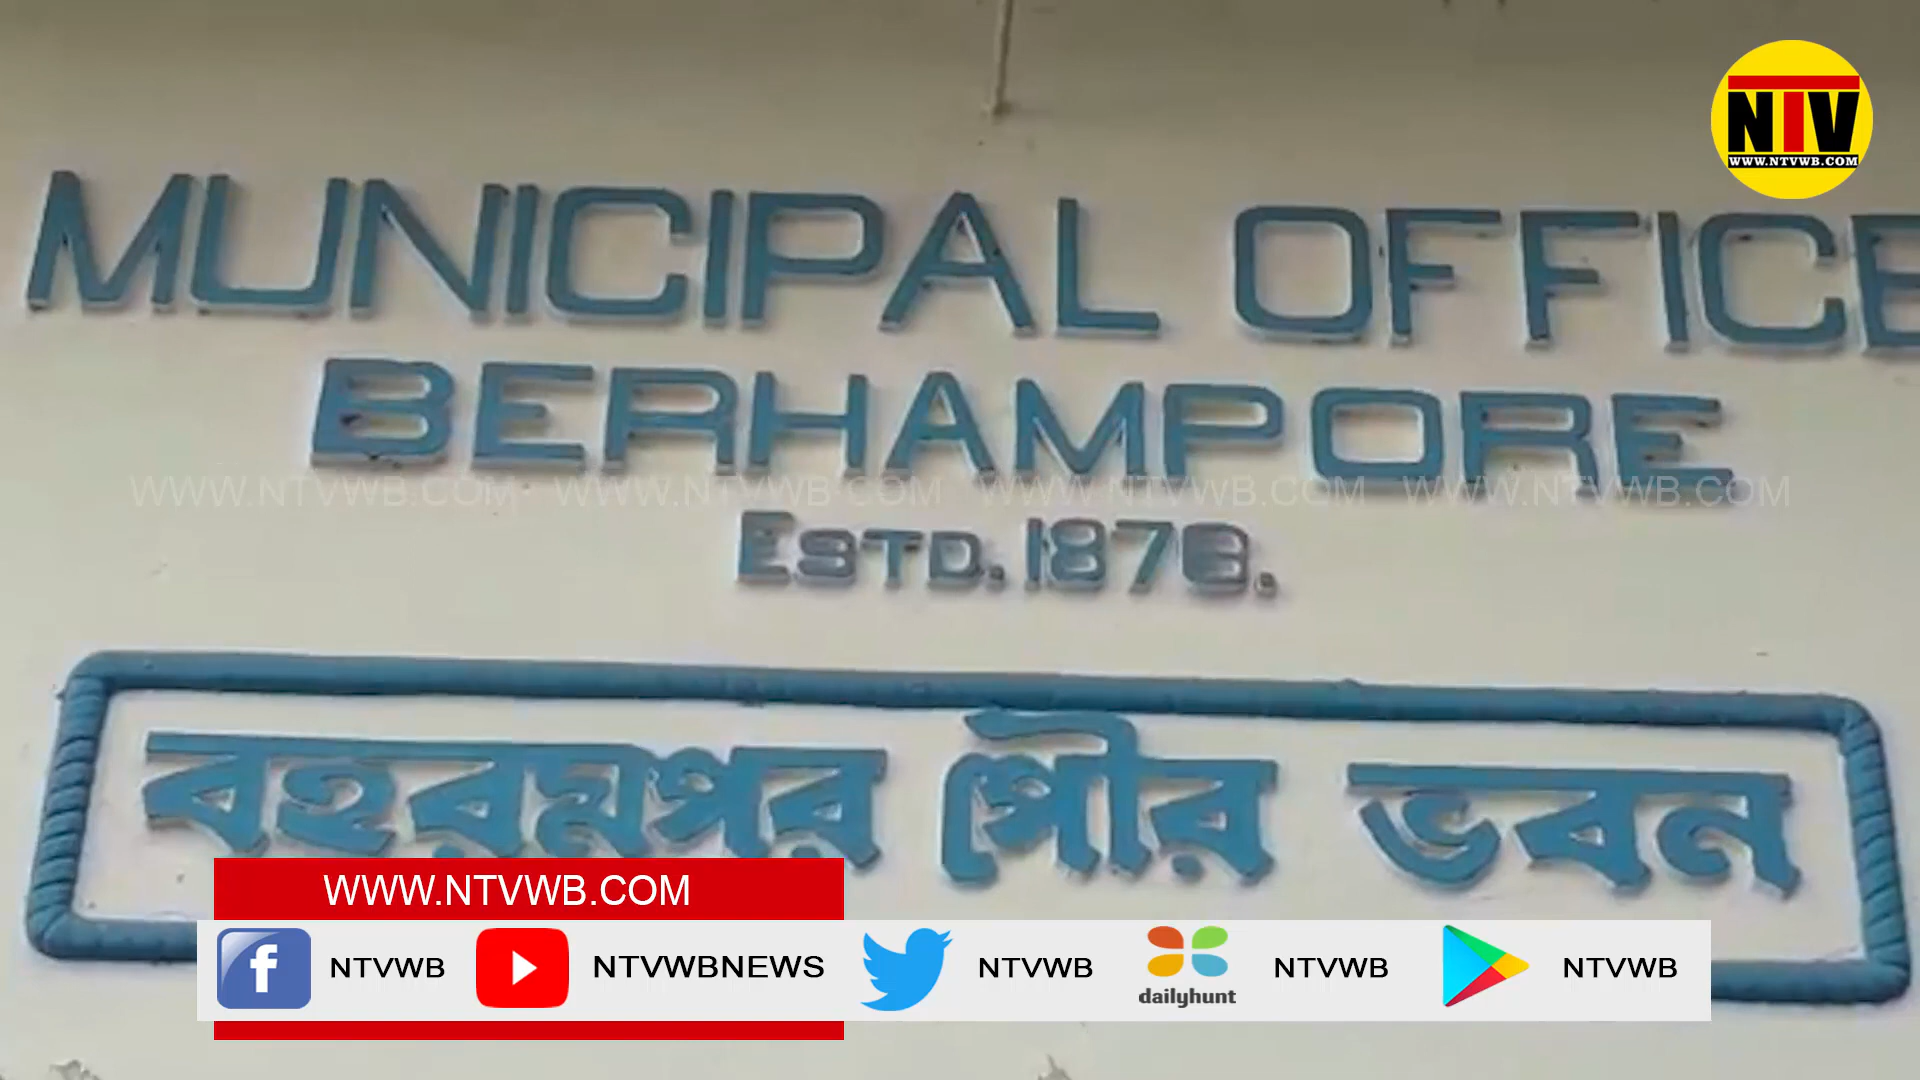 NTV
WWW.NTVWB.COM
MUNICIPAL OFFICE
BERHAMPORE
WWW.NTVWB.COM WWW.NTVWB.COM WWW.NTVWB.COM WWW.NTVWB.COM
ESTD. 1876.
বহরমপুর পৌর ভবন
WWW.NTVWB.COM
NTVWB NTVWBNEWS NTVWB dailyhunt NTVWB NTVWB